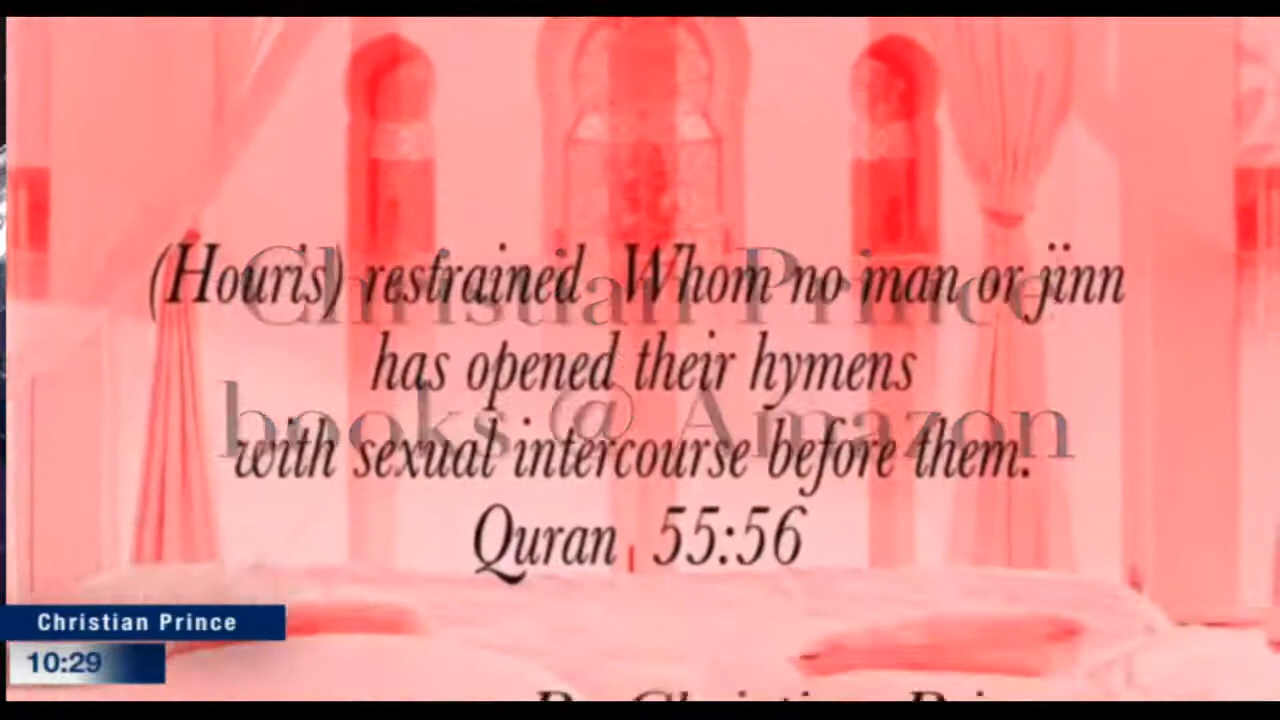 (Houris) restrained Whom no man or jinn
Christian Prince
has opened their hymens
books @ Amazon
with sexual intercourse before them.
Quran 55:56
Christian Prince
10:29